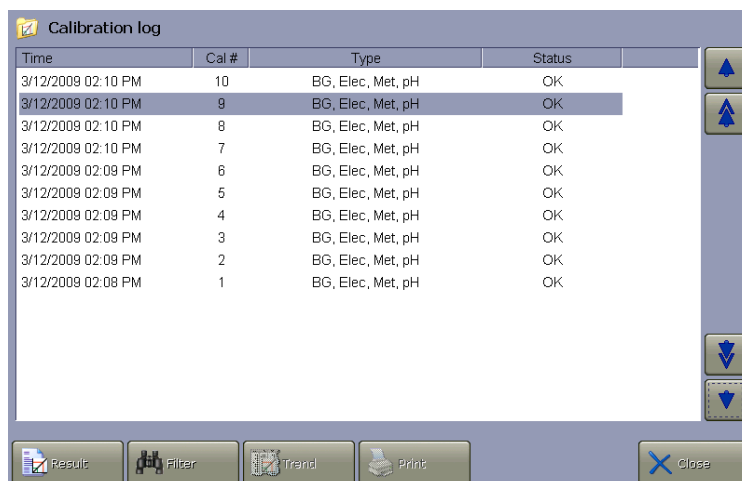 Calibration log
Time Cal # Type Status
3/12/2009 02:10 PM 10 BG, Elec, Met, pH OK
3/12/2009 02:10 PM 9 BG, Elec, Met, pH OK
3/12/2009 02:10 PM 8 BG, Elec, Met, pH OK
3/12/2009 02:10 PM 7 BG, Elec, Met, pH OK
3/12/2009 02:09 PM 6 BG, Elec, Met, pH OK
3/12/2009 02:09 PM 5 BG, Elec, Met, pH OK
3/12/2009 02:09 PM 4 BG, Elec, Met, pH OK
3/12/2009 02:09 PM 3 BG, Elec, Met, pH OK
3/12/2009 02:09 PM 2 BG, Elec, Met, pH OK
3/12/2009 02:08 PM 1 BG, Elec, Met, pH OK
Result Filter Trend Print Close